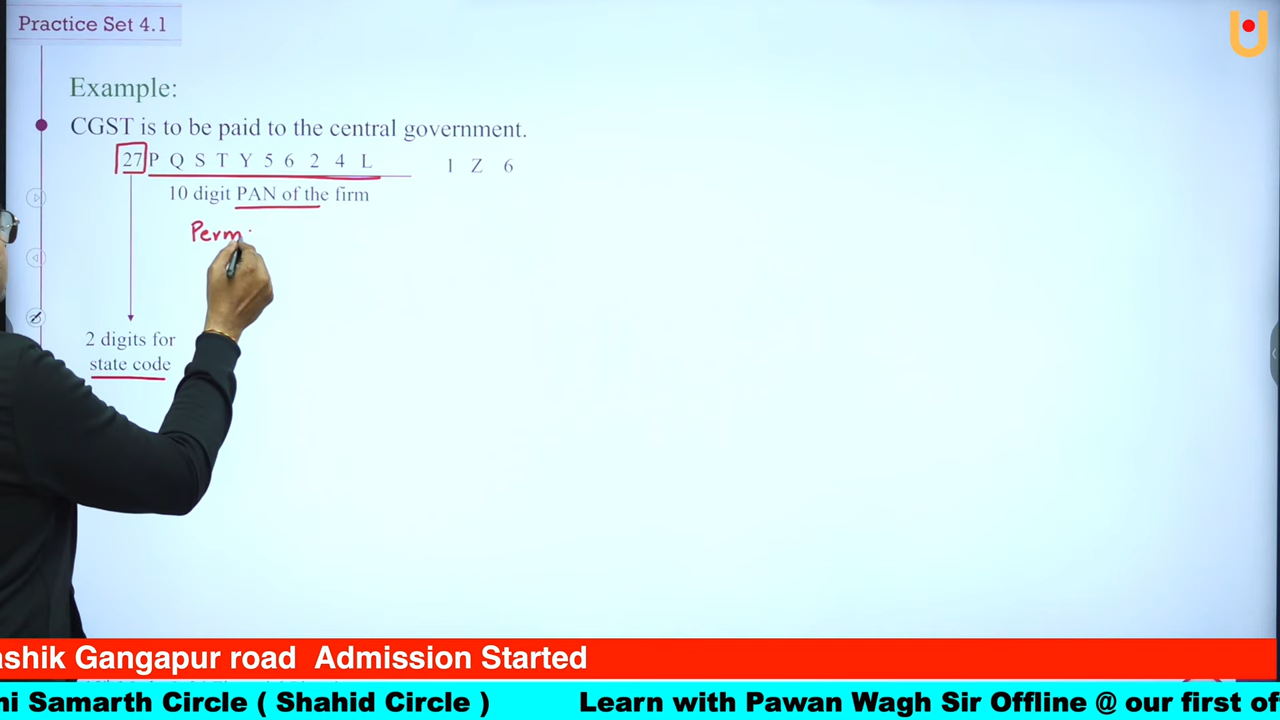 Practice Set 4.1
Example:
CGST is to be paid to the central government.
27 P Q S T Y 5 6 2 4 L 1 Z 6
10 digit PAN of the firm
Perm
2 digits for
state code
ashik Gangapur road Admission Started
ni Samarth Circle ( Shahid Circle ) Learn with Pawan Wagh Sir Offline @ our first of